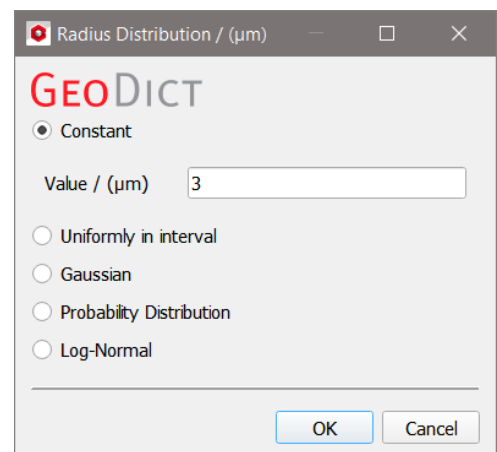 Radius Distribution / (µm)
GEODICT
Constant
Value / (µm) 3
Uniformly in interval
Gaussian
Probability Distribution
Log-Normal
OK Cancel